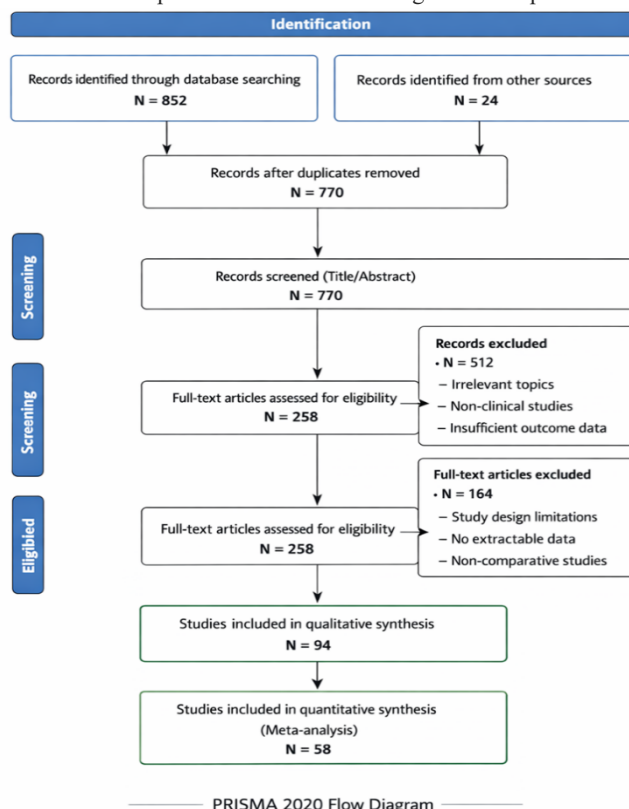 Identification
Records identified through database searching
N = 852
Records identified from other sources
N = 24
Records after duplicates removed
N = 770
Screening
Records screened (Title/Abstract)
N = 770
Records excluded
• N = 512
– Irrelevant topics
– Non-clinical studies
– Insufficient outcome data
Screening
Full-text articles assessed for eligibility
N = 258
Full-text articles excluded
• N = 164
– Study design limitations
– No extractable data
– Non-comparative studies
Eligibied
Full-text articles assessed for eligibility
N = 258
Studies included in qualitative synthesis
N = 94
Studies included in quantitative synthesis
(Meta-analysis)
N = 58
PRISMA 2020 Flow Diagram